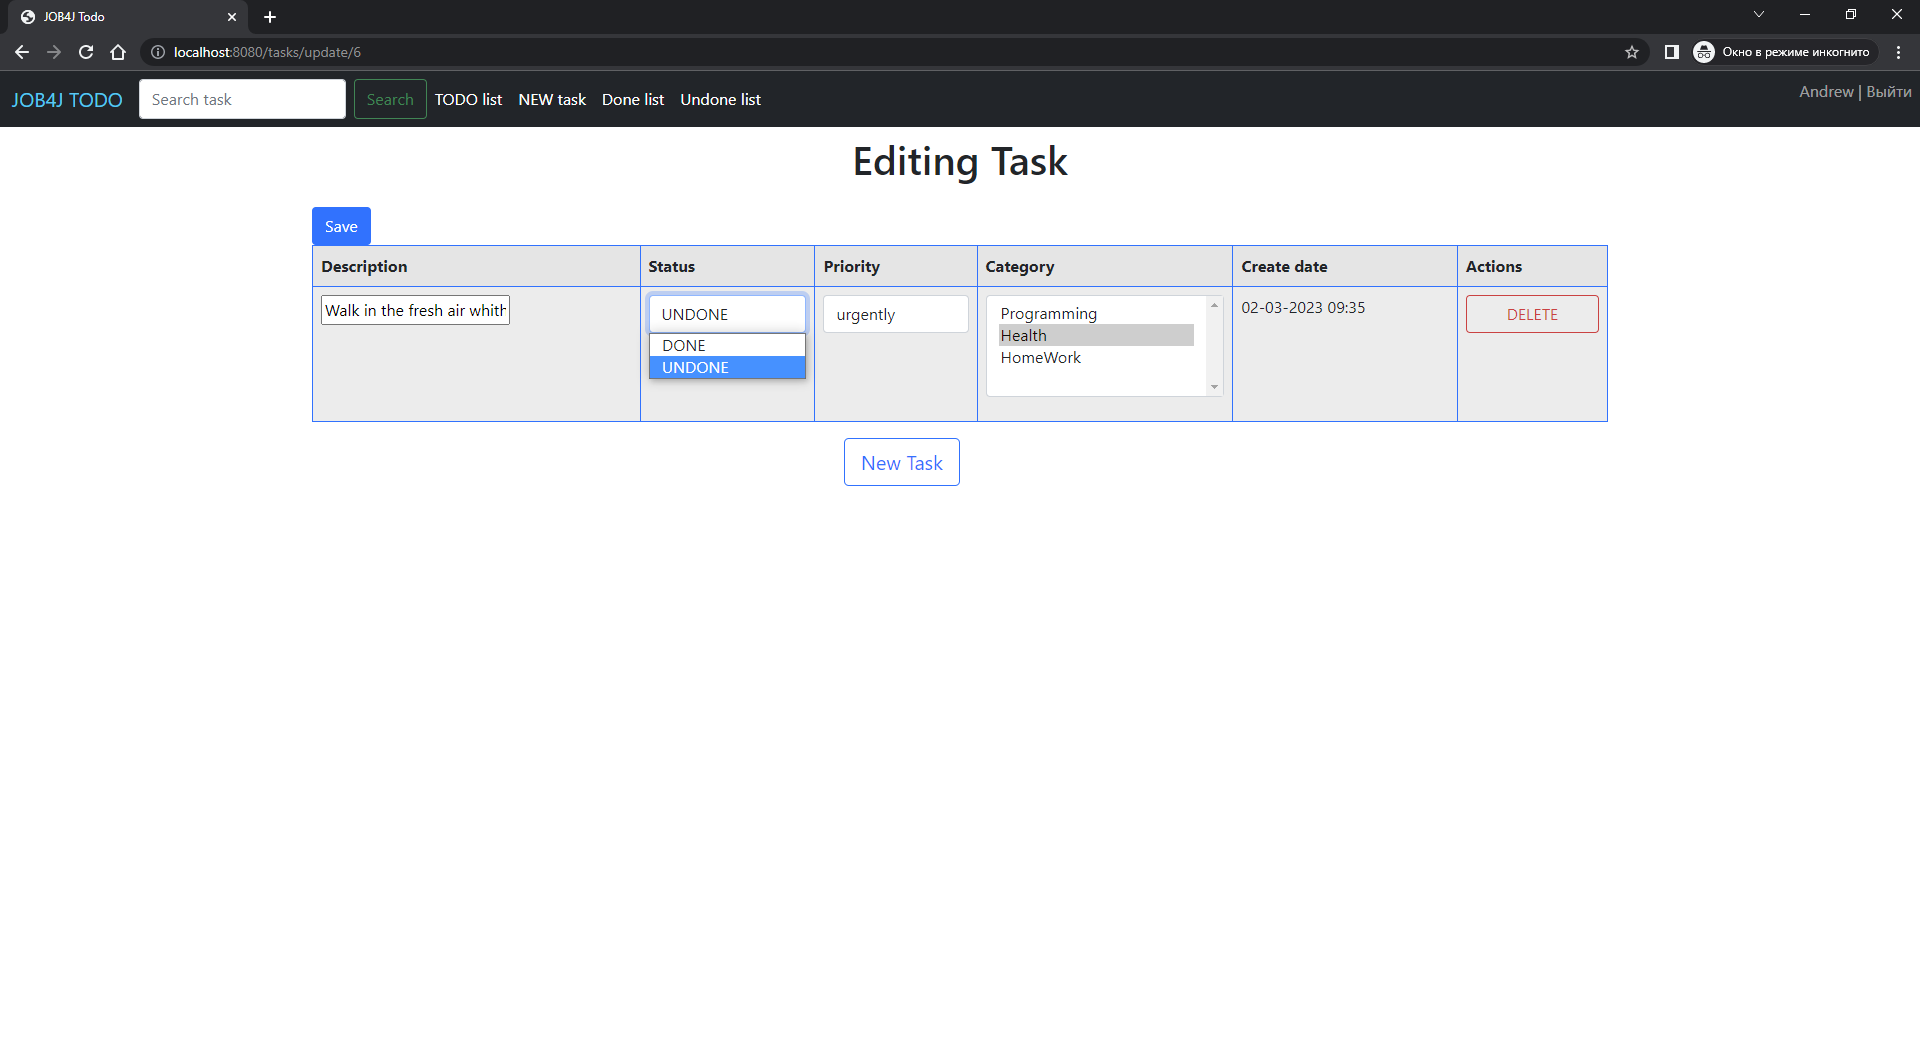 JOB4J Todo
localhost:8080/tasks/update/6
Окно в режиме инкогнито
JOB4J TODO Search task Search TODO list NEW task Done list Undone list Andrew | Выйти
Editing Task
Save
Description Status Priority Category Create date Actions
Walk in the fresh air whith UNDONE urgently Programming 02-03-2023 09:35 DELETE
Health
DONE HomeWork
UNDONE
New Task